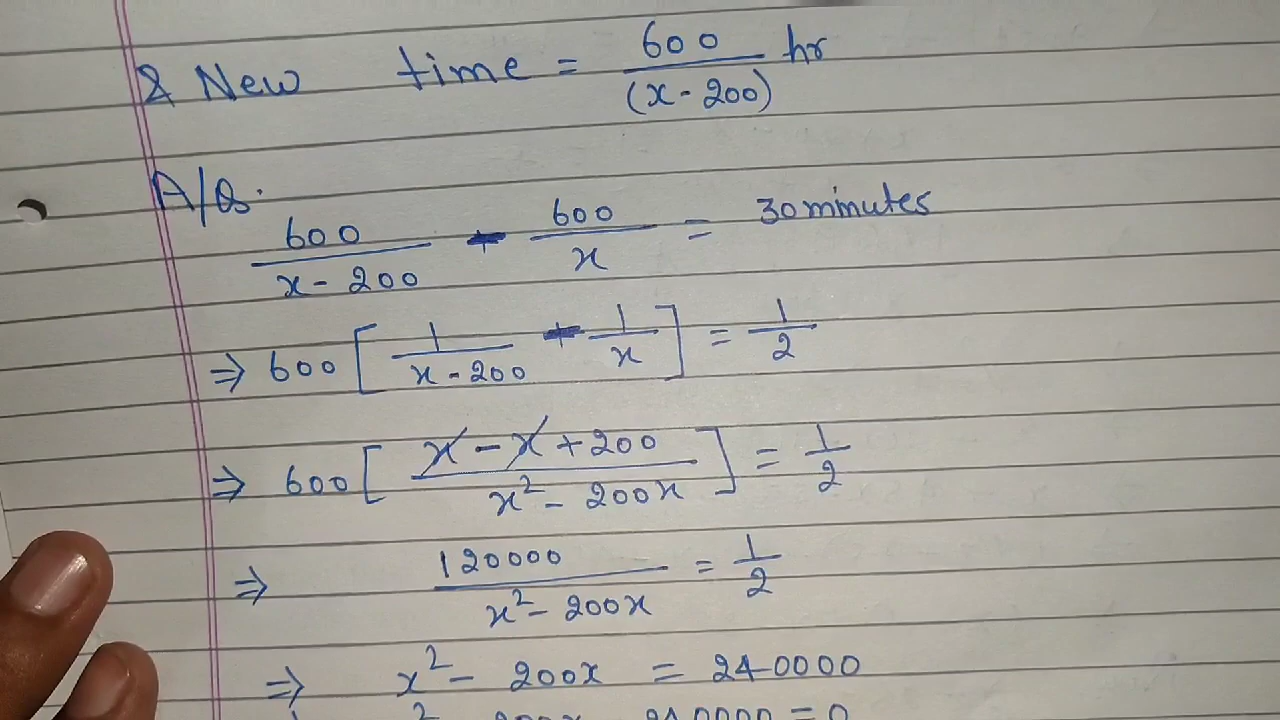 & New time = 600/(x - 200) hr
A/Q.
600/(x - 200) - 600/x = 30 minutes
⇒ 600 [1/(x - 200) - 1/x] = 1/2
⇒ 600 [(x - x + 200)/(x² - 200x)] = 1/2
⇒ 120000/(x² - 200x) = 1/2
⇒ x² - 200x = 240000